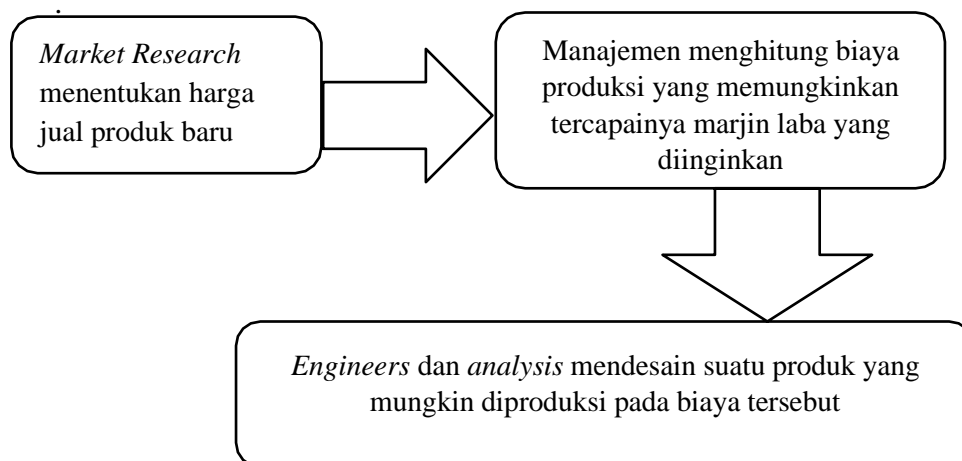 Market Research
menentukan harga
jual produk baru
Manajemen menghitung biaya
produksi yang memungkinkan
tercapainya marjin laba yang
diinginkan
Engineers dan analysis mendesain suatu produk yang
mungkin diproduksi pada biaya tersebut